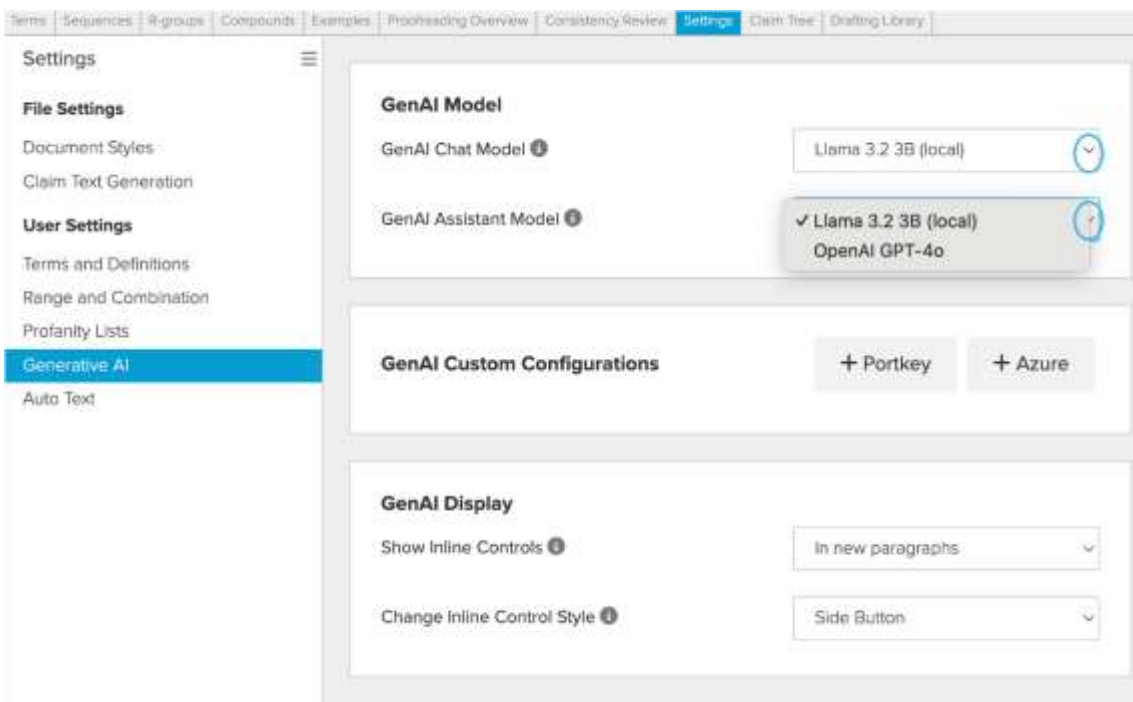 Terms Sequences R-groups Compounds Examples Proofreading Overview Consistency Review Settings Claim Tree Drafting Library
Settings
File Settings
Document Styles
Claim Text Generation
User Settings
Terms and Definitions
Range and Combination
Profanity Lists
Generative AI
Auto Text
GenAI Model
GenAI Chat Model
Llama 3.2 3B (local)
GenAI Assistant Model
✓ Llama 3.2 3B (local)
OpenAI GPT-4o
GenAI Custom Configurations
+ Portkey
+ Azure
GenAI Display
Show Inline Controls
In new paragraphs
Change Inline Control Style
Side Button